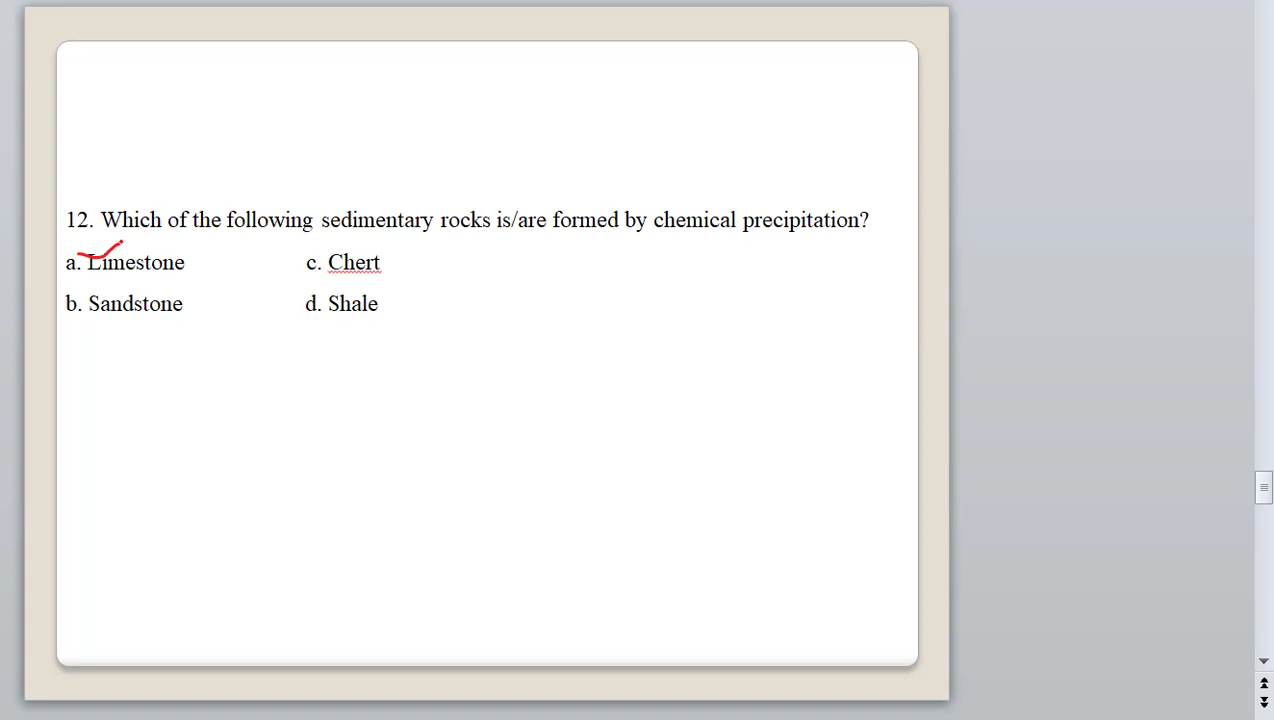 12. Which of the following sedimentary rocks is/are formed by chemical precipitation?
a. Limestone c. Chert
b. Sandstone d. Shale